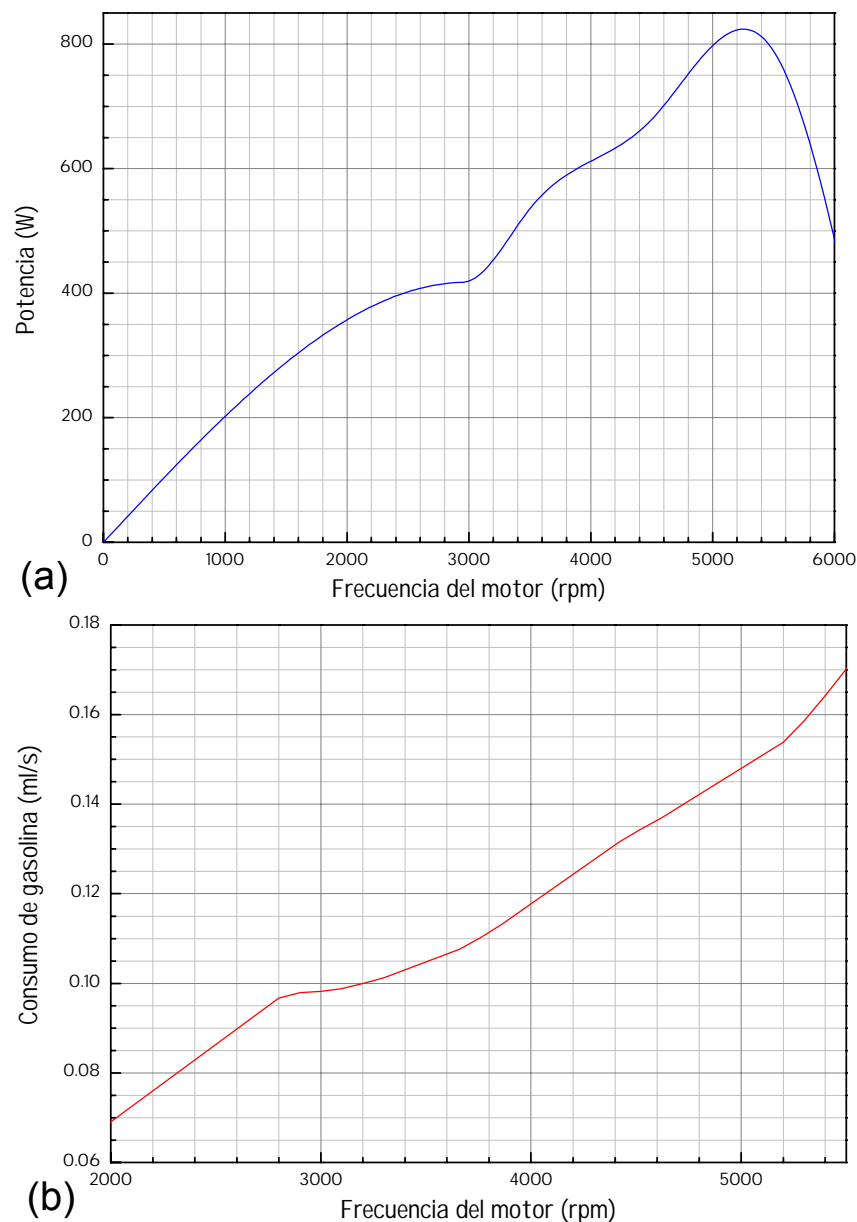 800
600
400
200
0
Potencia (W)
0 1000 2000 3000 4000 5000 6000
Frecuencia del motor (rpm)
(a)
0.18
0.16
0.14
0.12
0.10
0.08
0.06
Consumo de gasolina (ml/s)
2000 3000 4000 5000
Frecuencia del motor (rpm)
(b)